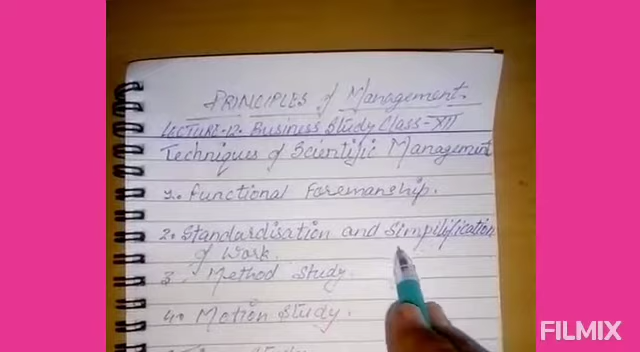 PRINCIPLES of Management.
LECTURE-12. Business Study Class-XII
Techniques of Scientific Management
1. Functional Foremanship.
2. Standardisation and Simplification
of Work.
3. Method Study.
4. Motion Study.
FILMIX